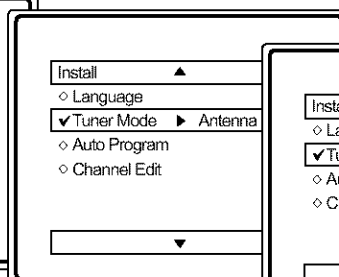 Install ▲
◇ Language
✔Tuner Mode ▶ Antenna
◇ Auto Program
◇ Channel Edit
▼